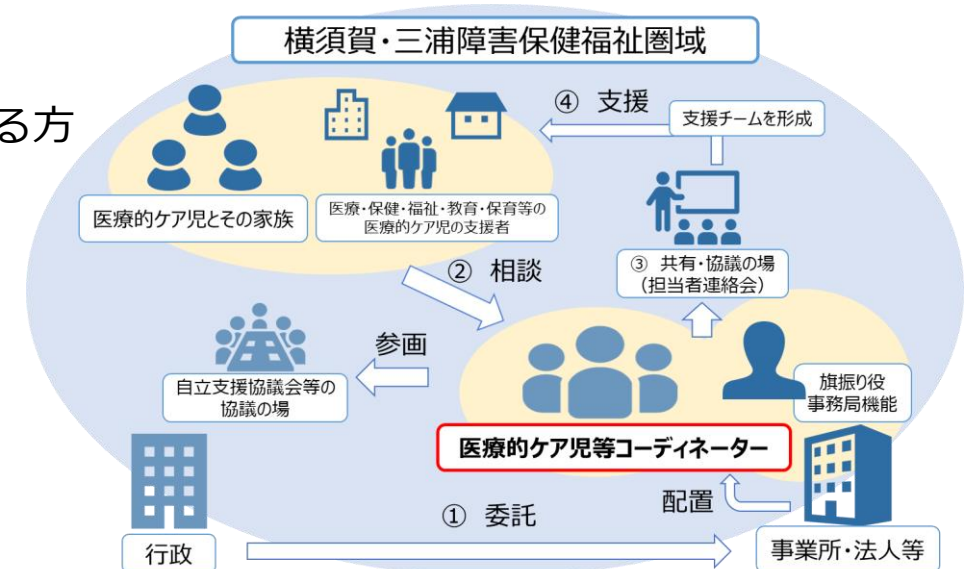 横須賀・三浦障害保健福祉圏域
る方
④ 支援
支援チームを形成
医療的ケア児とその家族
医療・保健・福祉・教育・保育等の
医療的ケア児の支援者
② 相談
③ 共有・協議の場
（担当者連絡会）
参画
自立支援協議会等の
協議の場
旗振り役
事務局機能
医療的ケア児等コーディネーター
配置
① 委託
行政
事業所・法人等